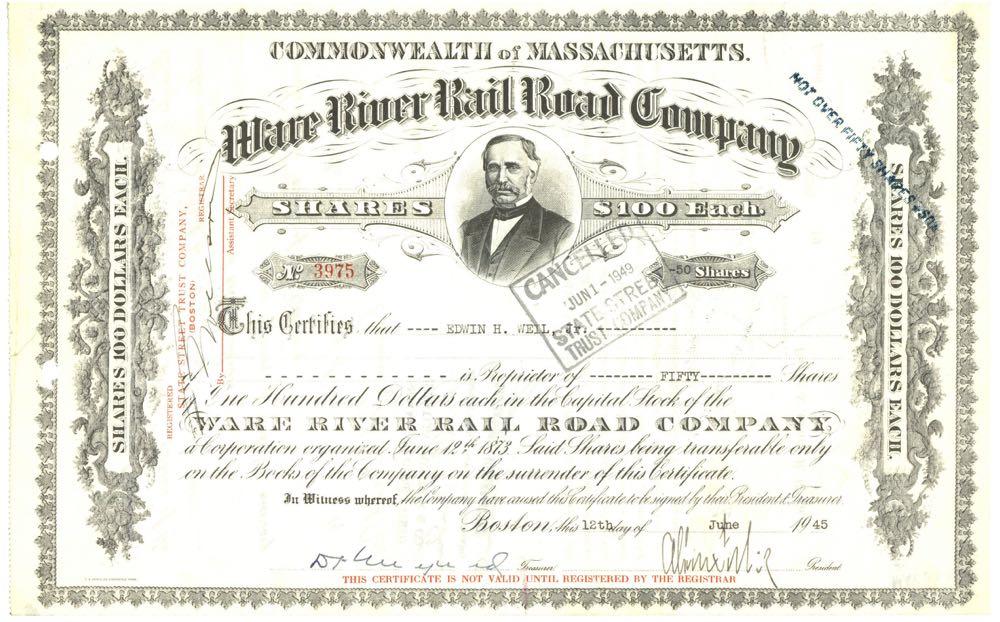 COMMONWEALTH of MASSACHUSETTS.
Ware River Rail Road Company
NOT OVER FIFTY SHARES
SHARES $100 Each.
No 3975
-50 Shares
CANCELLED
JUN 1 - 1949
STATE STREET
TRUST COMPANY
This Certifies that ---- EDWIN H. WEIL, Jr. ----------
- - - - - - - - - - - - - is Proprietor of -------- FIFTY -------- Shares
One Hundred Dollars each, in the Capital Stock of the
WARE RIVER RAIL ROAD COMPANY,
a Corporation organized June 12th 1873. Said Shares being transferable only
on the Books of the Company on the surrender of this Certificate.
In Witness whereof, the Company have caused this Certificate to be signed by their President & Treasurer.
Boston, this 12th day of June 1945
Treasurer
President
THIS CERTIFICATE IS NOT VALID UNTIL REGISTERED BY THE REGISTRAR
SHARES 100 DOLLARS EACH.
SHARES 100 DOLLARS EACH
REGISTERED
STATE STREET TRUST COMPANY,
BOSTON
REGISTRAR
By
Assistant Secretary